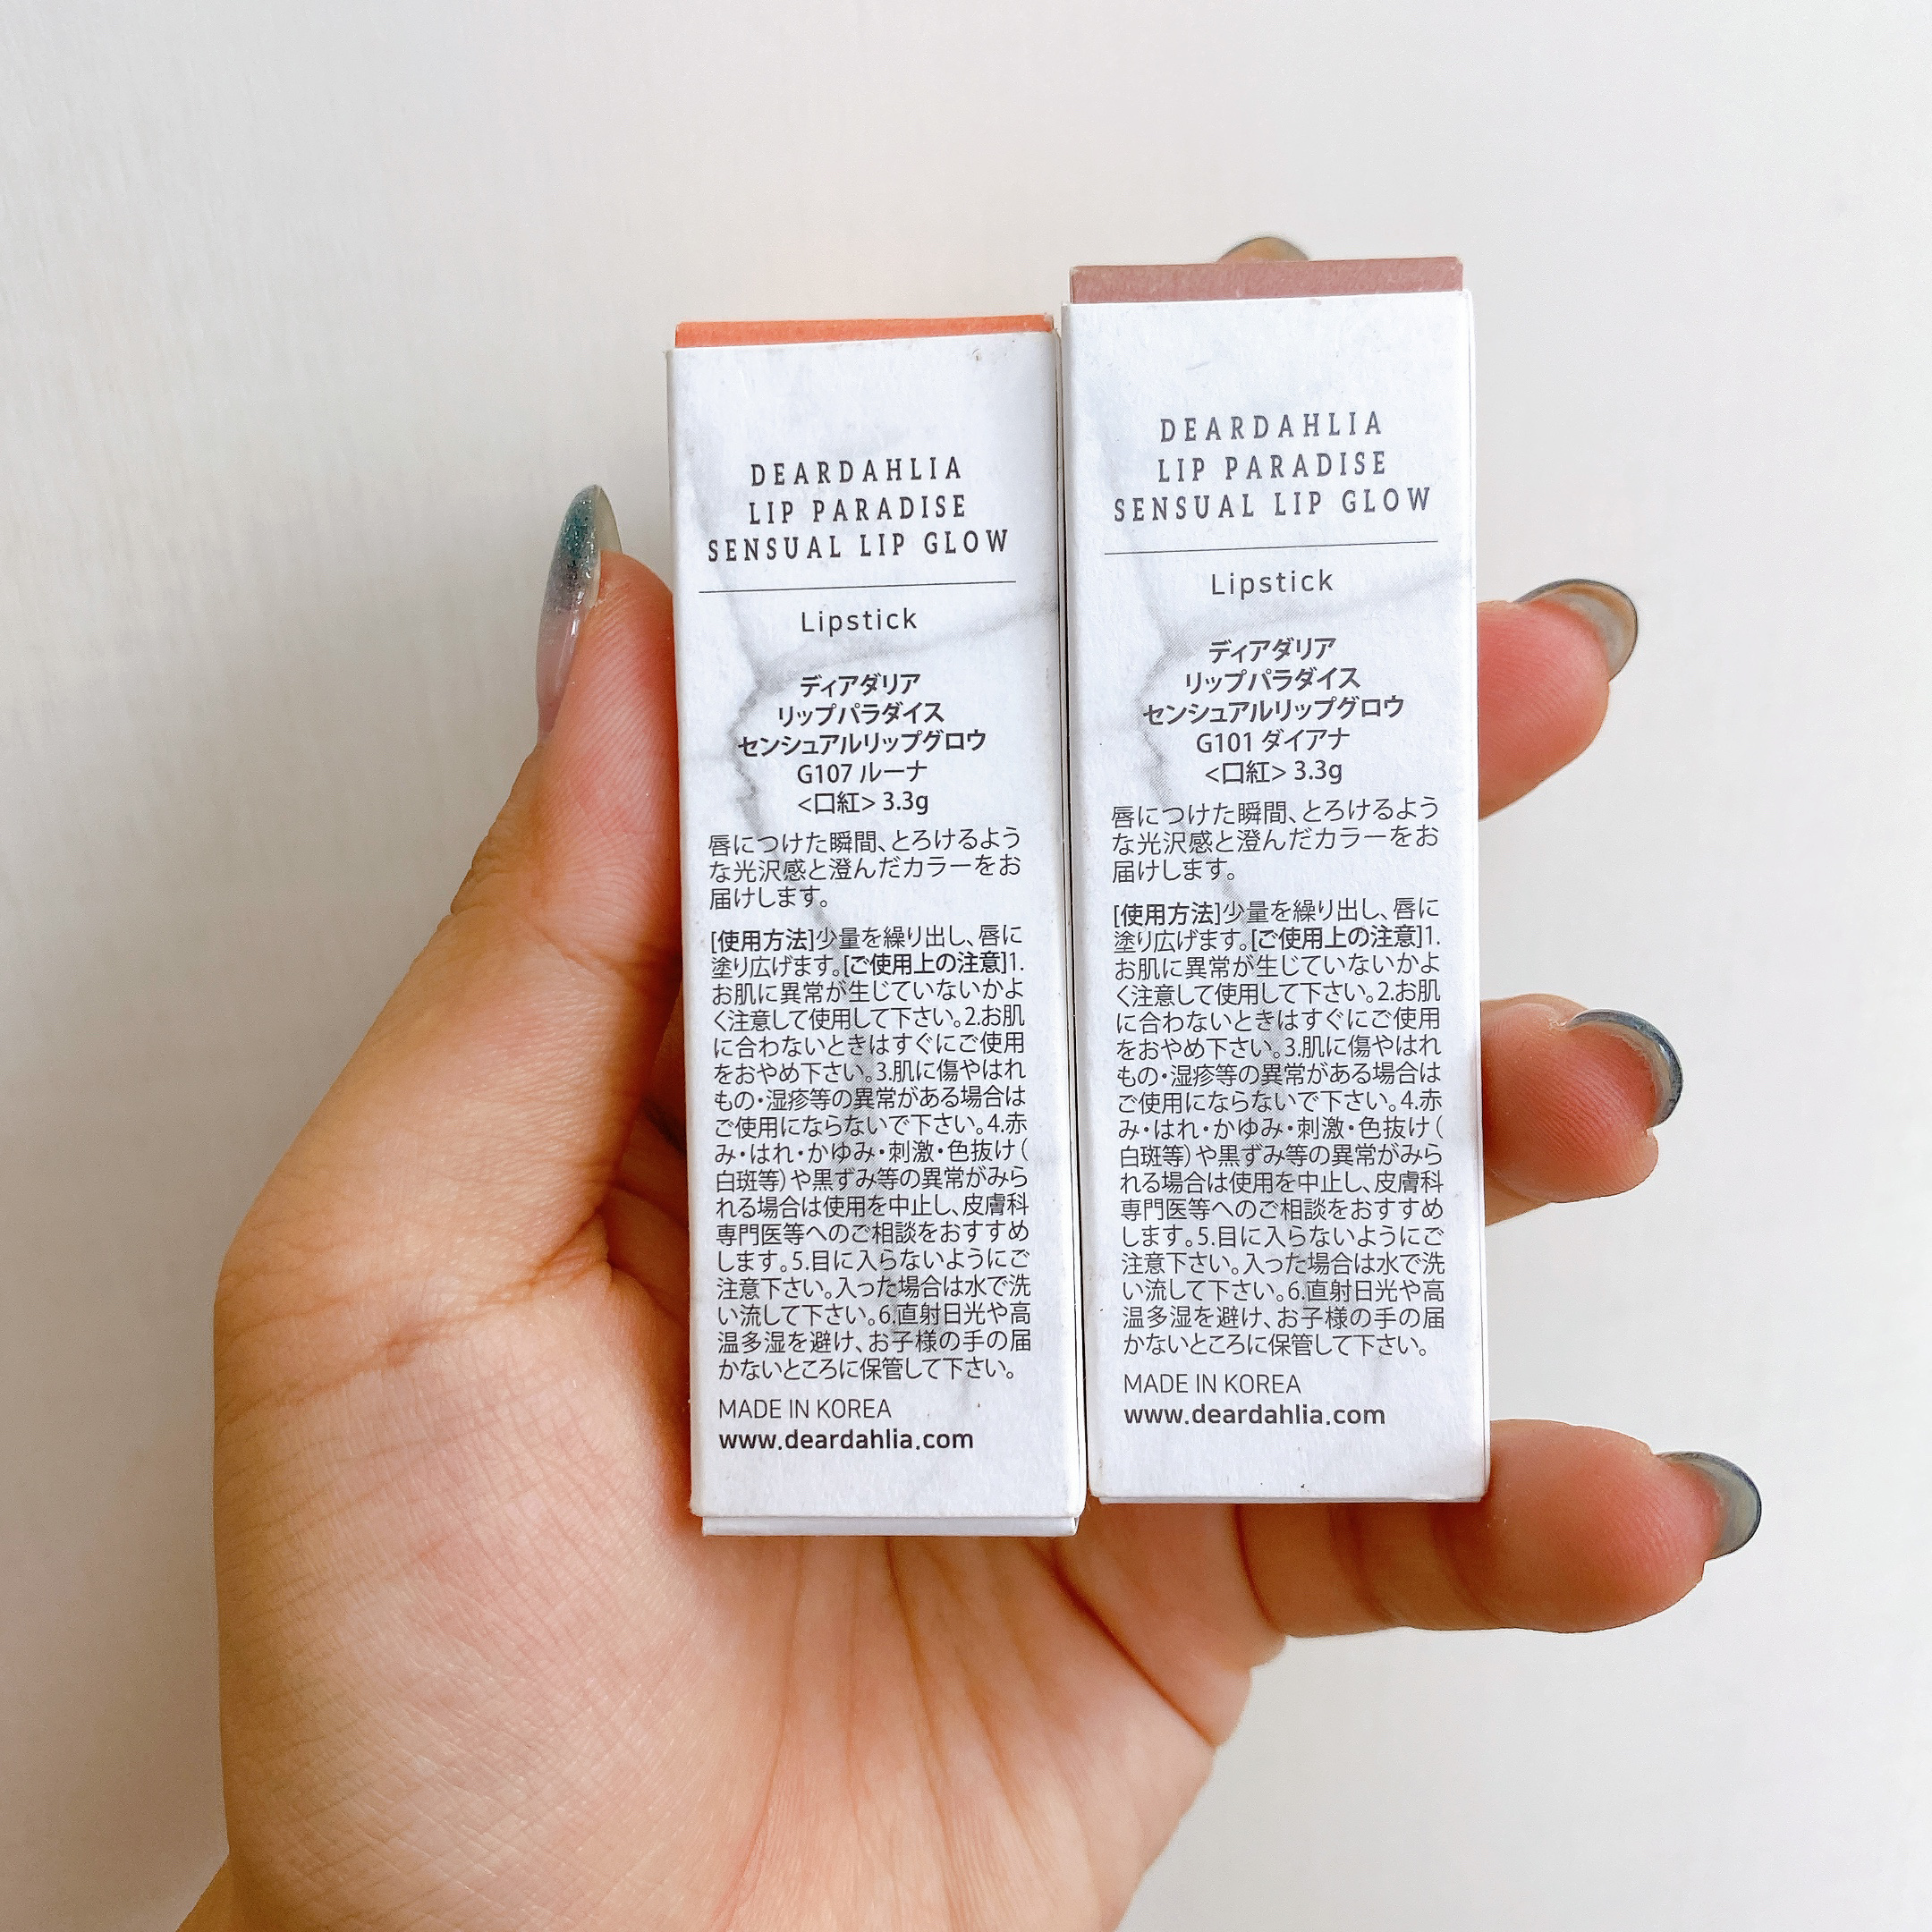 DEARDAHLIA
LIP PARADISE
SENSUAL LIP GLOW
Lipstick
ディアダリア
リップパラダイス
センシュアルリップグロウ
G107 ルーナ
<口紅> 3.3g
唇につけた瞬間、とろけるよう
な光沢感と澄んだカラーをお
届けします。
[使用方法]少量を繰り出し、唇に
塗り広げます。[ご使用上の注意]1.
お肌に異常が生じていないかよ
く注意して使用して下さい。2.お肌
に合わないときはすぐにご使用
をおやめ下さい。3.肌に傷やはれ
もの・湿疹等の異常がある場合は
ご使用にならないで下さい。4.赤
み・はれ・かゆみ・刺激・色抜け(
白斑等)や黒ずみ等の異常がみら
れる場合は使用を中止し、皮膚科
専門医等へのご相談をおすすめ
します。5.目に入らないようにご
注意下さい。入った場合は水で洗
い流して下さい。6.直射日光や高
温多湿を避け、お子様の手の届
かないところに保管して下さい。
MADE IN KOREA
www.deardahlia.com
DEARDAHLIA
LIP PARADISE
SENSUAL LIP GLOW
Lipstick
ディアダリア
リップパラダイス
センシュアルリップグロウ
G101 ダイアナ
<口紅> 3.3g
唇につけた瞬間、とろけるよう
な光沢感と澄んだカラーをお
届けします。
[使用方法]少量を繰り出し、唇に
塗り広げます。[ご使用上の注意]1.
お肌に異常が生じていないかよ
く注意して使用して下さい。2.お肌
に合わないときはすぐにご使用
をおやめ下さい。3.肌に傷やはれ
もの・湿疹等の異常がある場合は
ご使用にならないで下さい。4.赤
み・はれ・かゆみ・刺激・色抜け(
白斑等)や黒ずみ等の異常がみら
れる場合は使用を中止し、皮膚科
専門医等へのご相談をおすすめ
します。5.目に入らないようにご
注意下さい。入った場合は水で洗
い流して下さい。6.直射日光や高
温多湿を避け、お子様の手の届
かないところに保管して下さい。
MADE IN KOREA
www.deardahlia.com